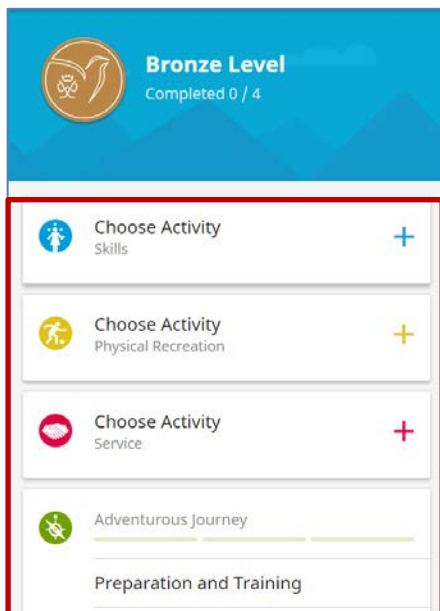 Bronze Level
Completed 0 / 4
Choose Activity
Skills
Choose Activity
Physical Recreation
Choose Activity
Service
Adventurous Journey
Preparation and Training